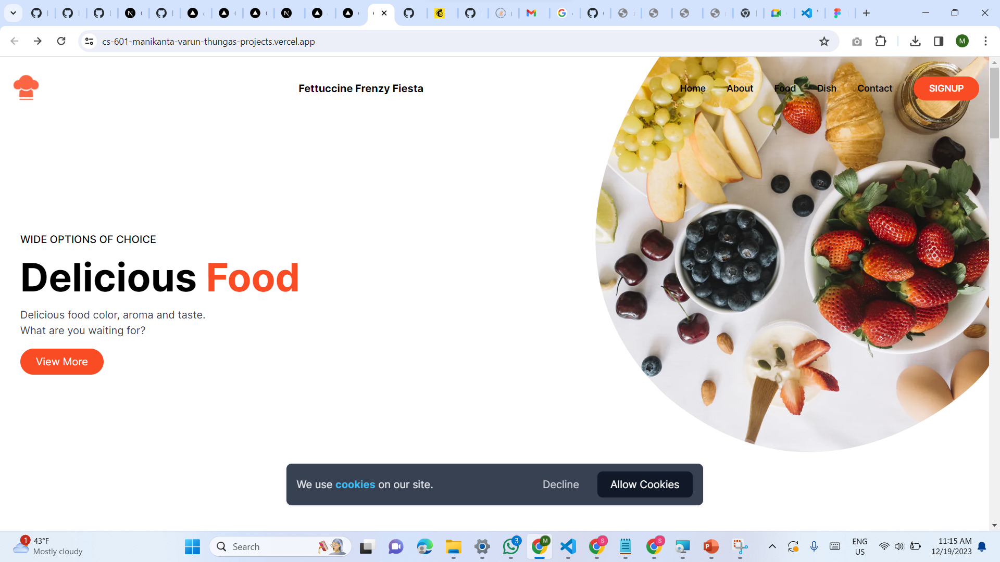 cs-601-manikanta-varun-thungas-projects.vercel.app
M
Fettuccine Frenzy Fiesta
Home
About
Food
Dish
Contact
SIGNUP
WIDE OPTIONS OF CHOICE
Delicious Food
Delicious food color, aroma and taste.
What are you waiting for?
View More
We use cookies on our site.
Decline
Allow Cookies
1
43°F
Mostly cloudy
Search
3
M
S
S
P
ENG
US
11:15 AM
12/19/2023